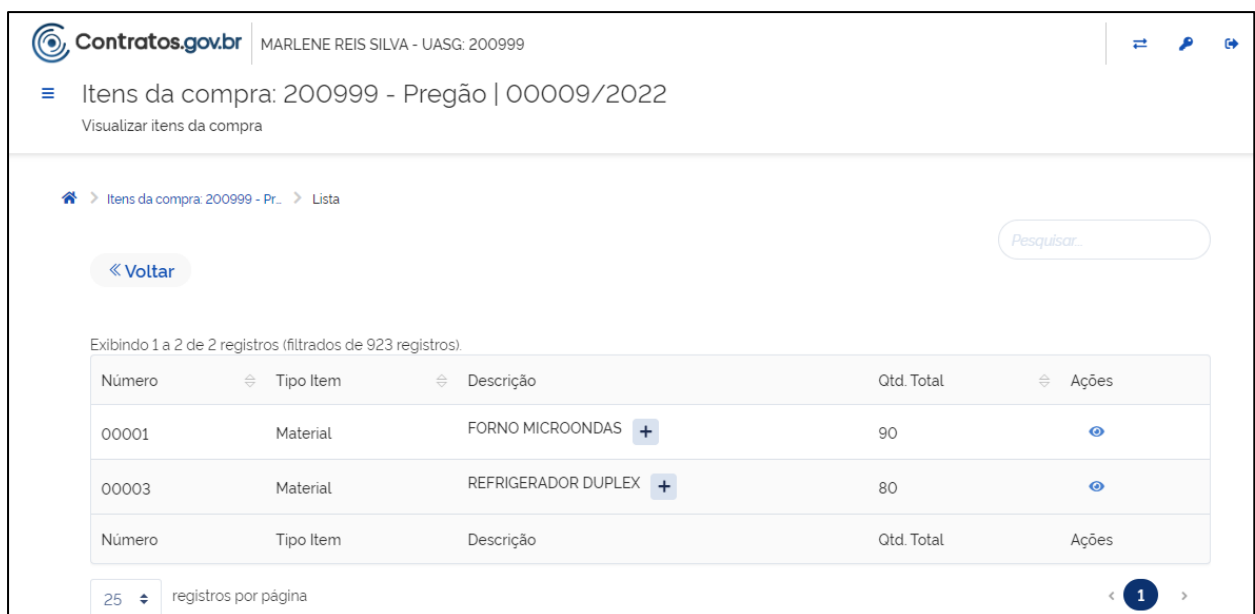 Contratos.gov.br MARLENE REIS SILVA - UASG: 200999
Itens da compra: 200999 - Pregão | 00009/2022
Visualizar itens da compra
Itens da compra: 200999 - Pr... > Lista
Pesquisar...
Voltar
Exibindo 1 a 2 de 2 registros (filtrados de 923 registros).
Número Tipo Item Descrição Qtd. Total Ações
00001 Material FORNO MICROONDAS + 90
00003 Material REFRIGERADOR DUPLEX + 80
Número Tipo Item Descrição Qtd. Total Ações
25 registros por página < 1 >